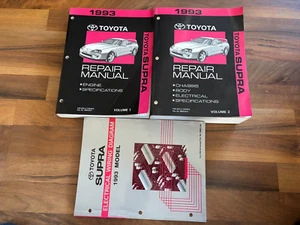 1993
TOYOTA
REPAIR
MANUAL
•ENGINE
•SPECIFICATIONS
VOLUME 1
TOYOTA SUPRA
1993
TOYOTA
REPAIR
MANUAL
•CHASSIS
•BODY
•ELECTRICAL
•SPECIFICATIONS
VOLUME 2
TOYOTA SUPRA
TOYOTA
SUPRA
ELECTRICAL WIRING DIAGRAM
1993 MODEL